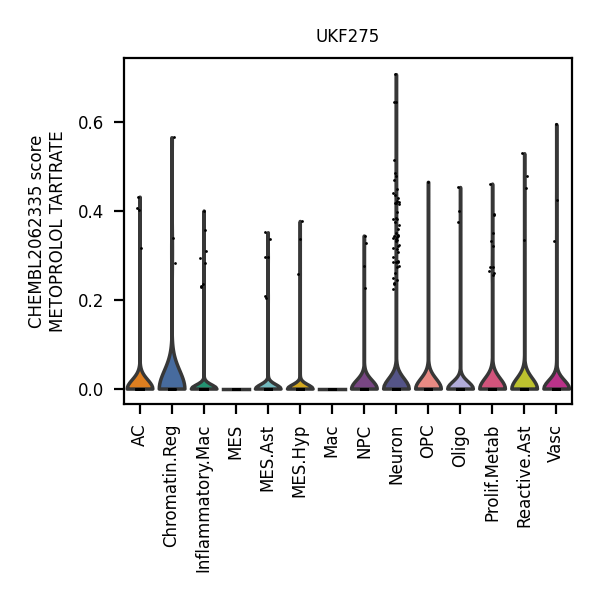 UKF275
CHEMBL2062335 score
METOPROLOL TARTRATE
0.6
0.4
0.2
0.0
AC
Chromatin.Reg
Inflammatory.Mac
MES
MES.Ast
MES.Hyp
Mac
NPC
Neuron
OPC
Oligo
Prolif.Metab
Reactive.Ast
Vasc